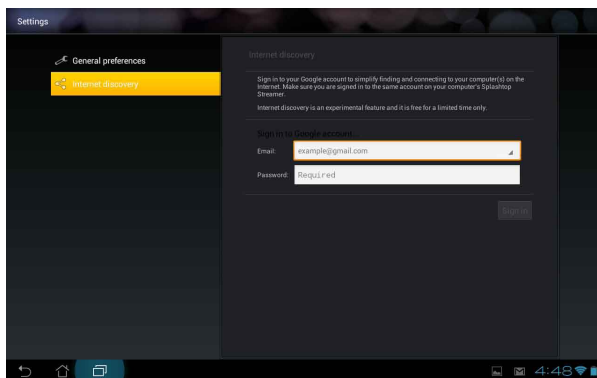 Settings
General preferences
Internet discovery
Internet discovery
Sign in to your Google account to simplify finding and connecting to your computer(s) on the
Internet. Make sure you are signed in to the same account on your computer's Splashtop
Streamer.
Internet discovery is an experimental feature and it is free for a limited time only.
Sign in to Google account...
Email:
example@gmail.com
Password:
Required
Sign in
4:48